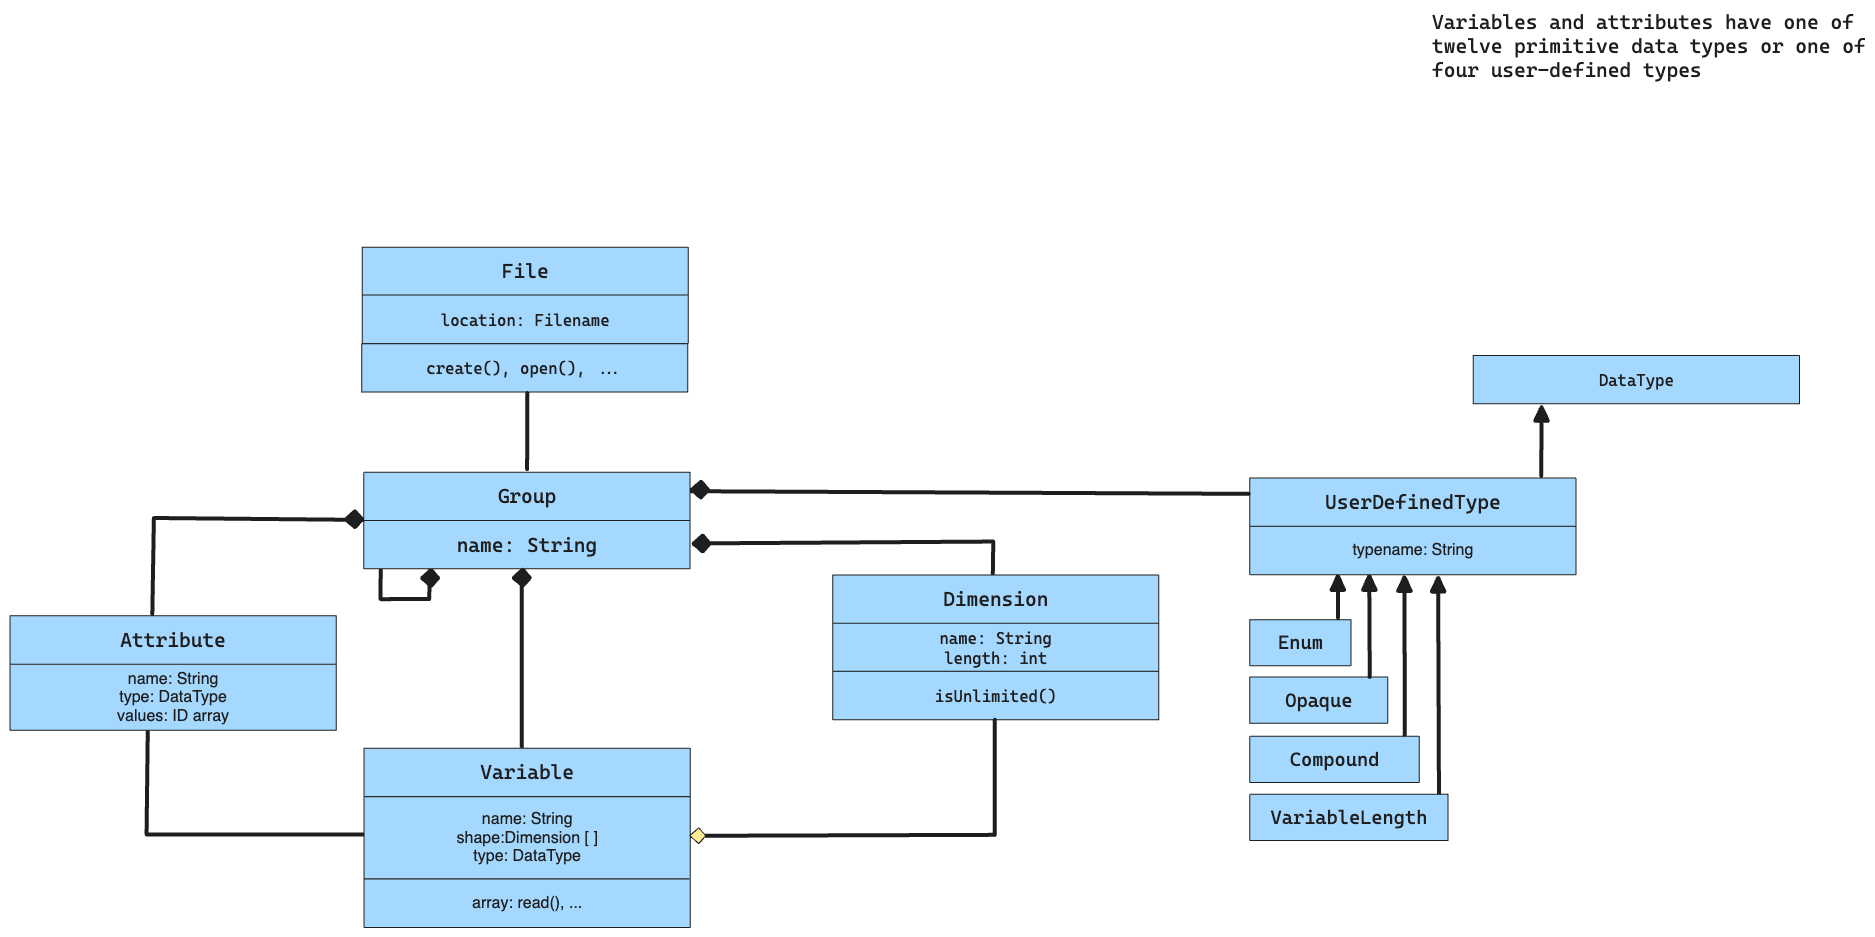 Variables and attributes have one of
twelve primitive data types or one of
four user-defined types
File
location: Filename
create(), open(), ...
DataType
Group
name: String
UserDefinedType
typename: String
Dimension
name: String
length: int
isUnlimited()
Attribute
name: String
type: DataType
values: ID array
Enum
Opaque
Compound
VariableLength
Variable
name: String
shape:Dimension [ ]
type: DataType
array: read(), ...